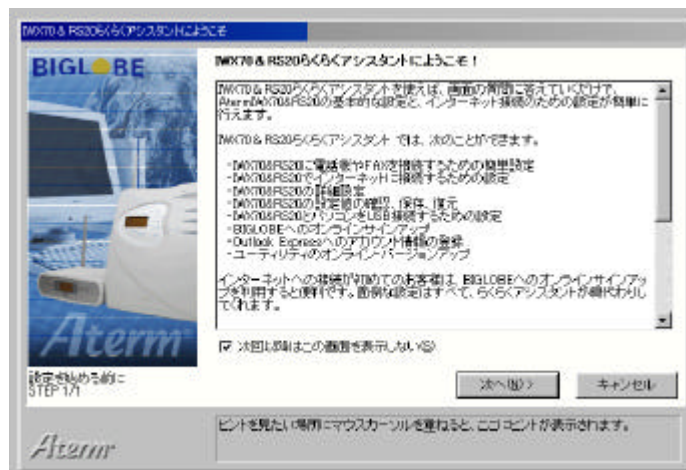 IWX70 & RS20らくらくアシスタントにようこそ
BIGLOBE
IWX70 & RS20らくらくアシスタントにようこそ!
IWX70 & RS20らくらくアシスタントを使えば、画面の質問に答えていくだけで、
AtermIWX70&RS20の基本的な設定と、インターネット接続のための設定が簡単に
行えます。
IWX70 & RS20らくらくアシスタント では、次のことができます。
・IWX70&RS20に電話機やFAXを接続するための簡単設定
・IWX70&RS20でインターネットに接続するための設定
・IWX70&RS20の詳細設定
・IWX70&RS20の設定値の確認、保存、復元
・IWX70&RS20とパソコンをUSB接続するための設定
・BIGLOBEへのオンラインサインアップ
・Outlook Expressへのアカウント情報の登録
・ユーティリティのオンライン・バージョンアップ
インターネットへの接続が初めてのお客様は、BIGLOBEへのオンラインサインアッ
プを利用すると便利です。面倒な設定はすべて、らくらくアシスタントが肩代わりし
てくれます。
Aterm
次回以降はこの画面を表示しない(S)
設定を始める前に
STEP 1/1
次へ(N) >
キャンセル
Aterm
ヒントを見たい場所にマウスカーソルを重ねると、ここにヒントが表示されます。